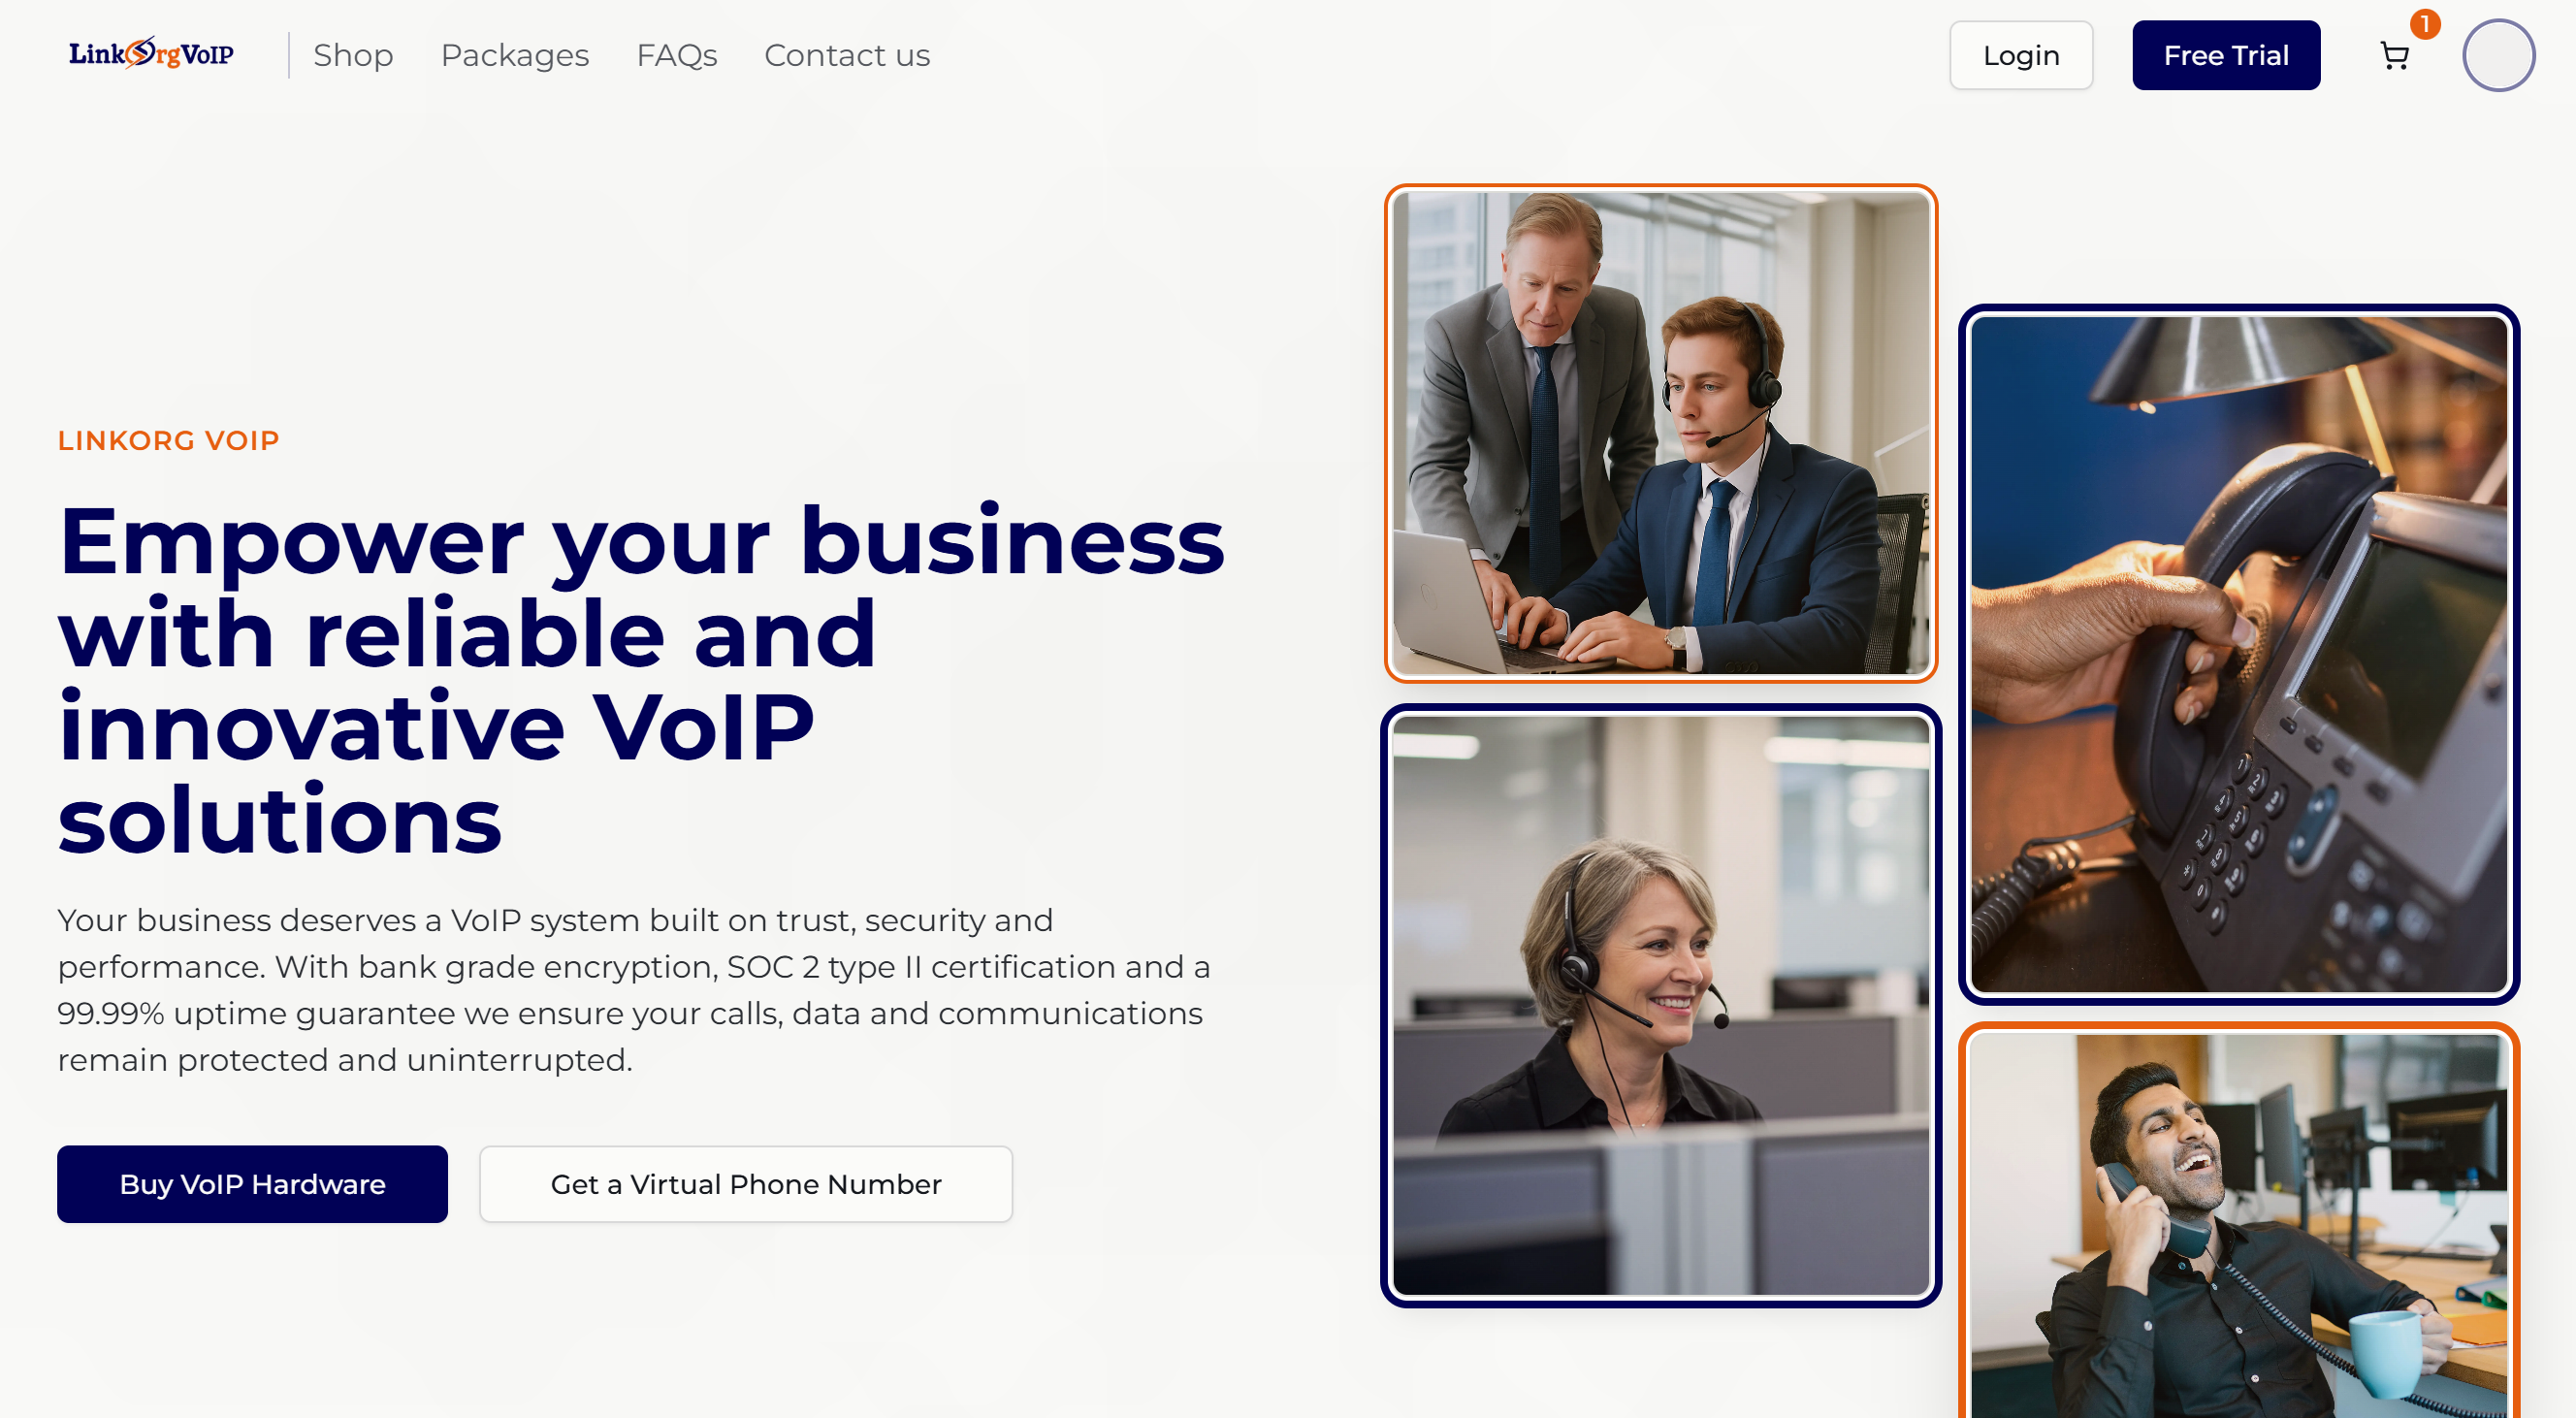 LinkOrgVoIP
Shop
Packages
FAQs
Contact us
Login
Free Trial
1
LINKORG VOIP
Empower your business
with reliable and
innovative VoIP
solutions
Your business deserves a VoIP system built on trust, security and
performance. With bank grade encryption, SOC 2 type II certification and a
99.99% uptime guarantee we ensure your calls, data and communications
remain protected and uninterrupted.
Buy VoIP Hardware
Get a Virtual Phone Number